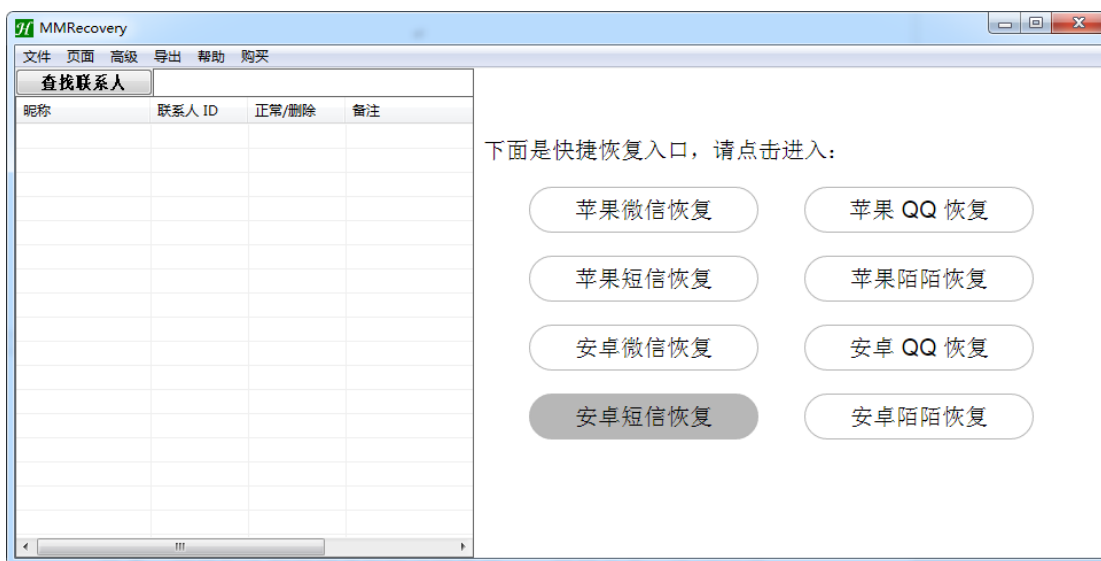 MMRecovery
文件 页面 高级 导出 帮助 购买
查找联系人
昵称 联系人 ID 正常/删除 备注
下面是快捷恢复入口，请点击进入：
苹果微信恢复 苹果 QQ 恢复
苹果短信恢复 苹果陌陌恢复
安卓微信恢复 安卓 QQ 恢复
安卓短信恢复 安卓陌陌恢复